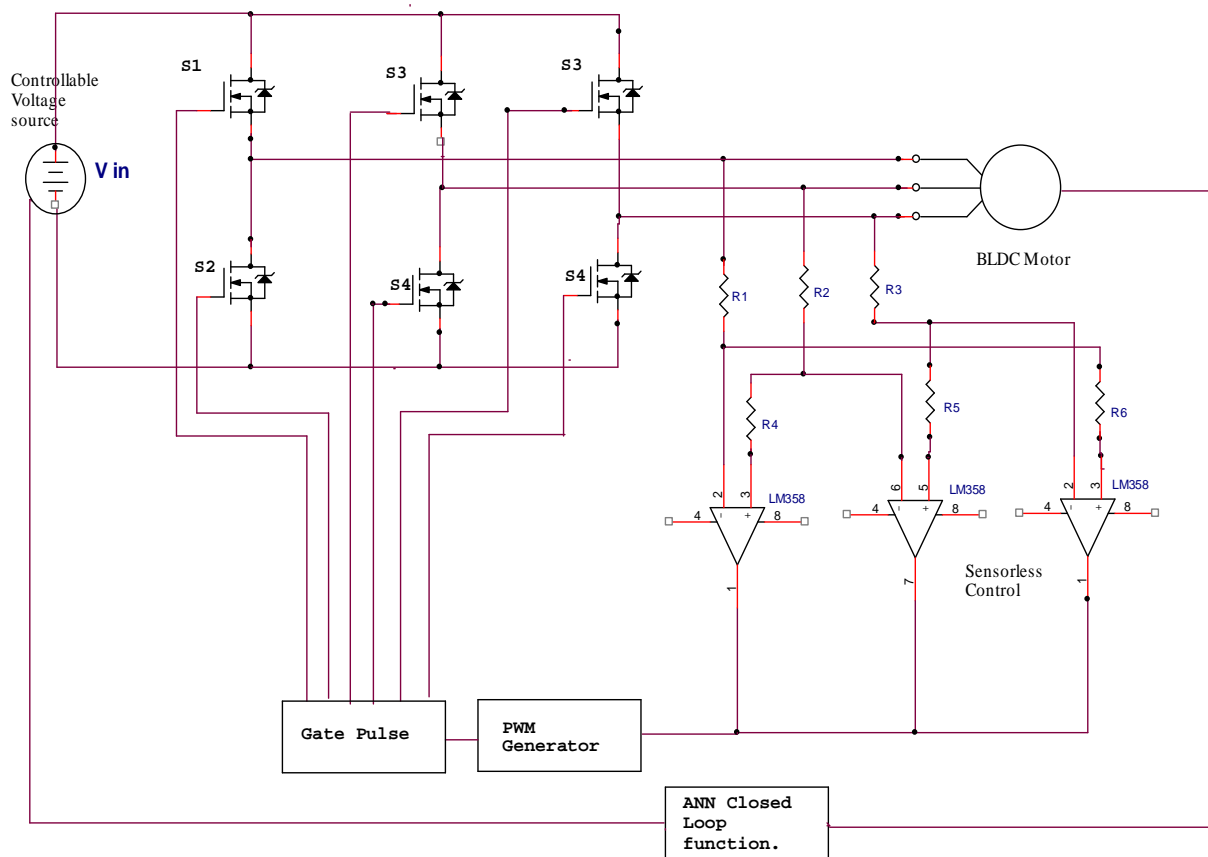 S1
S3
S3
Controllable
Voltage
source
V in
S2
S4
S4
BLDC Motor
R1
R2
R3
R4
R5
R6
2
3
LM358
4
8
1
6
5
LM358
4
8
7
2
3
LM358
4
8
1
Sensorless
Control
Gate Pulse
PWM
Generator
ANN Closed
Loop
function.